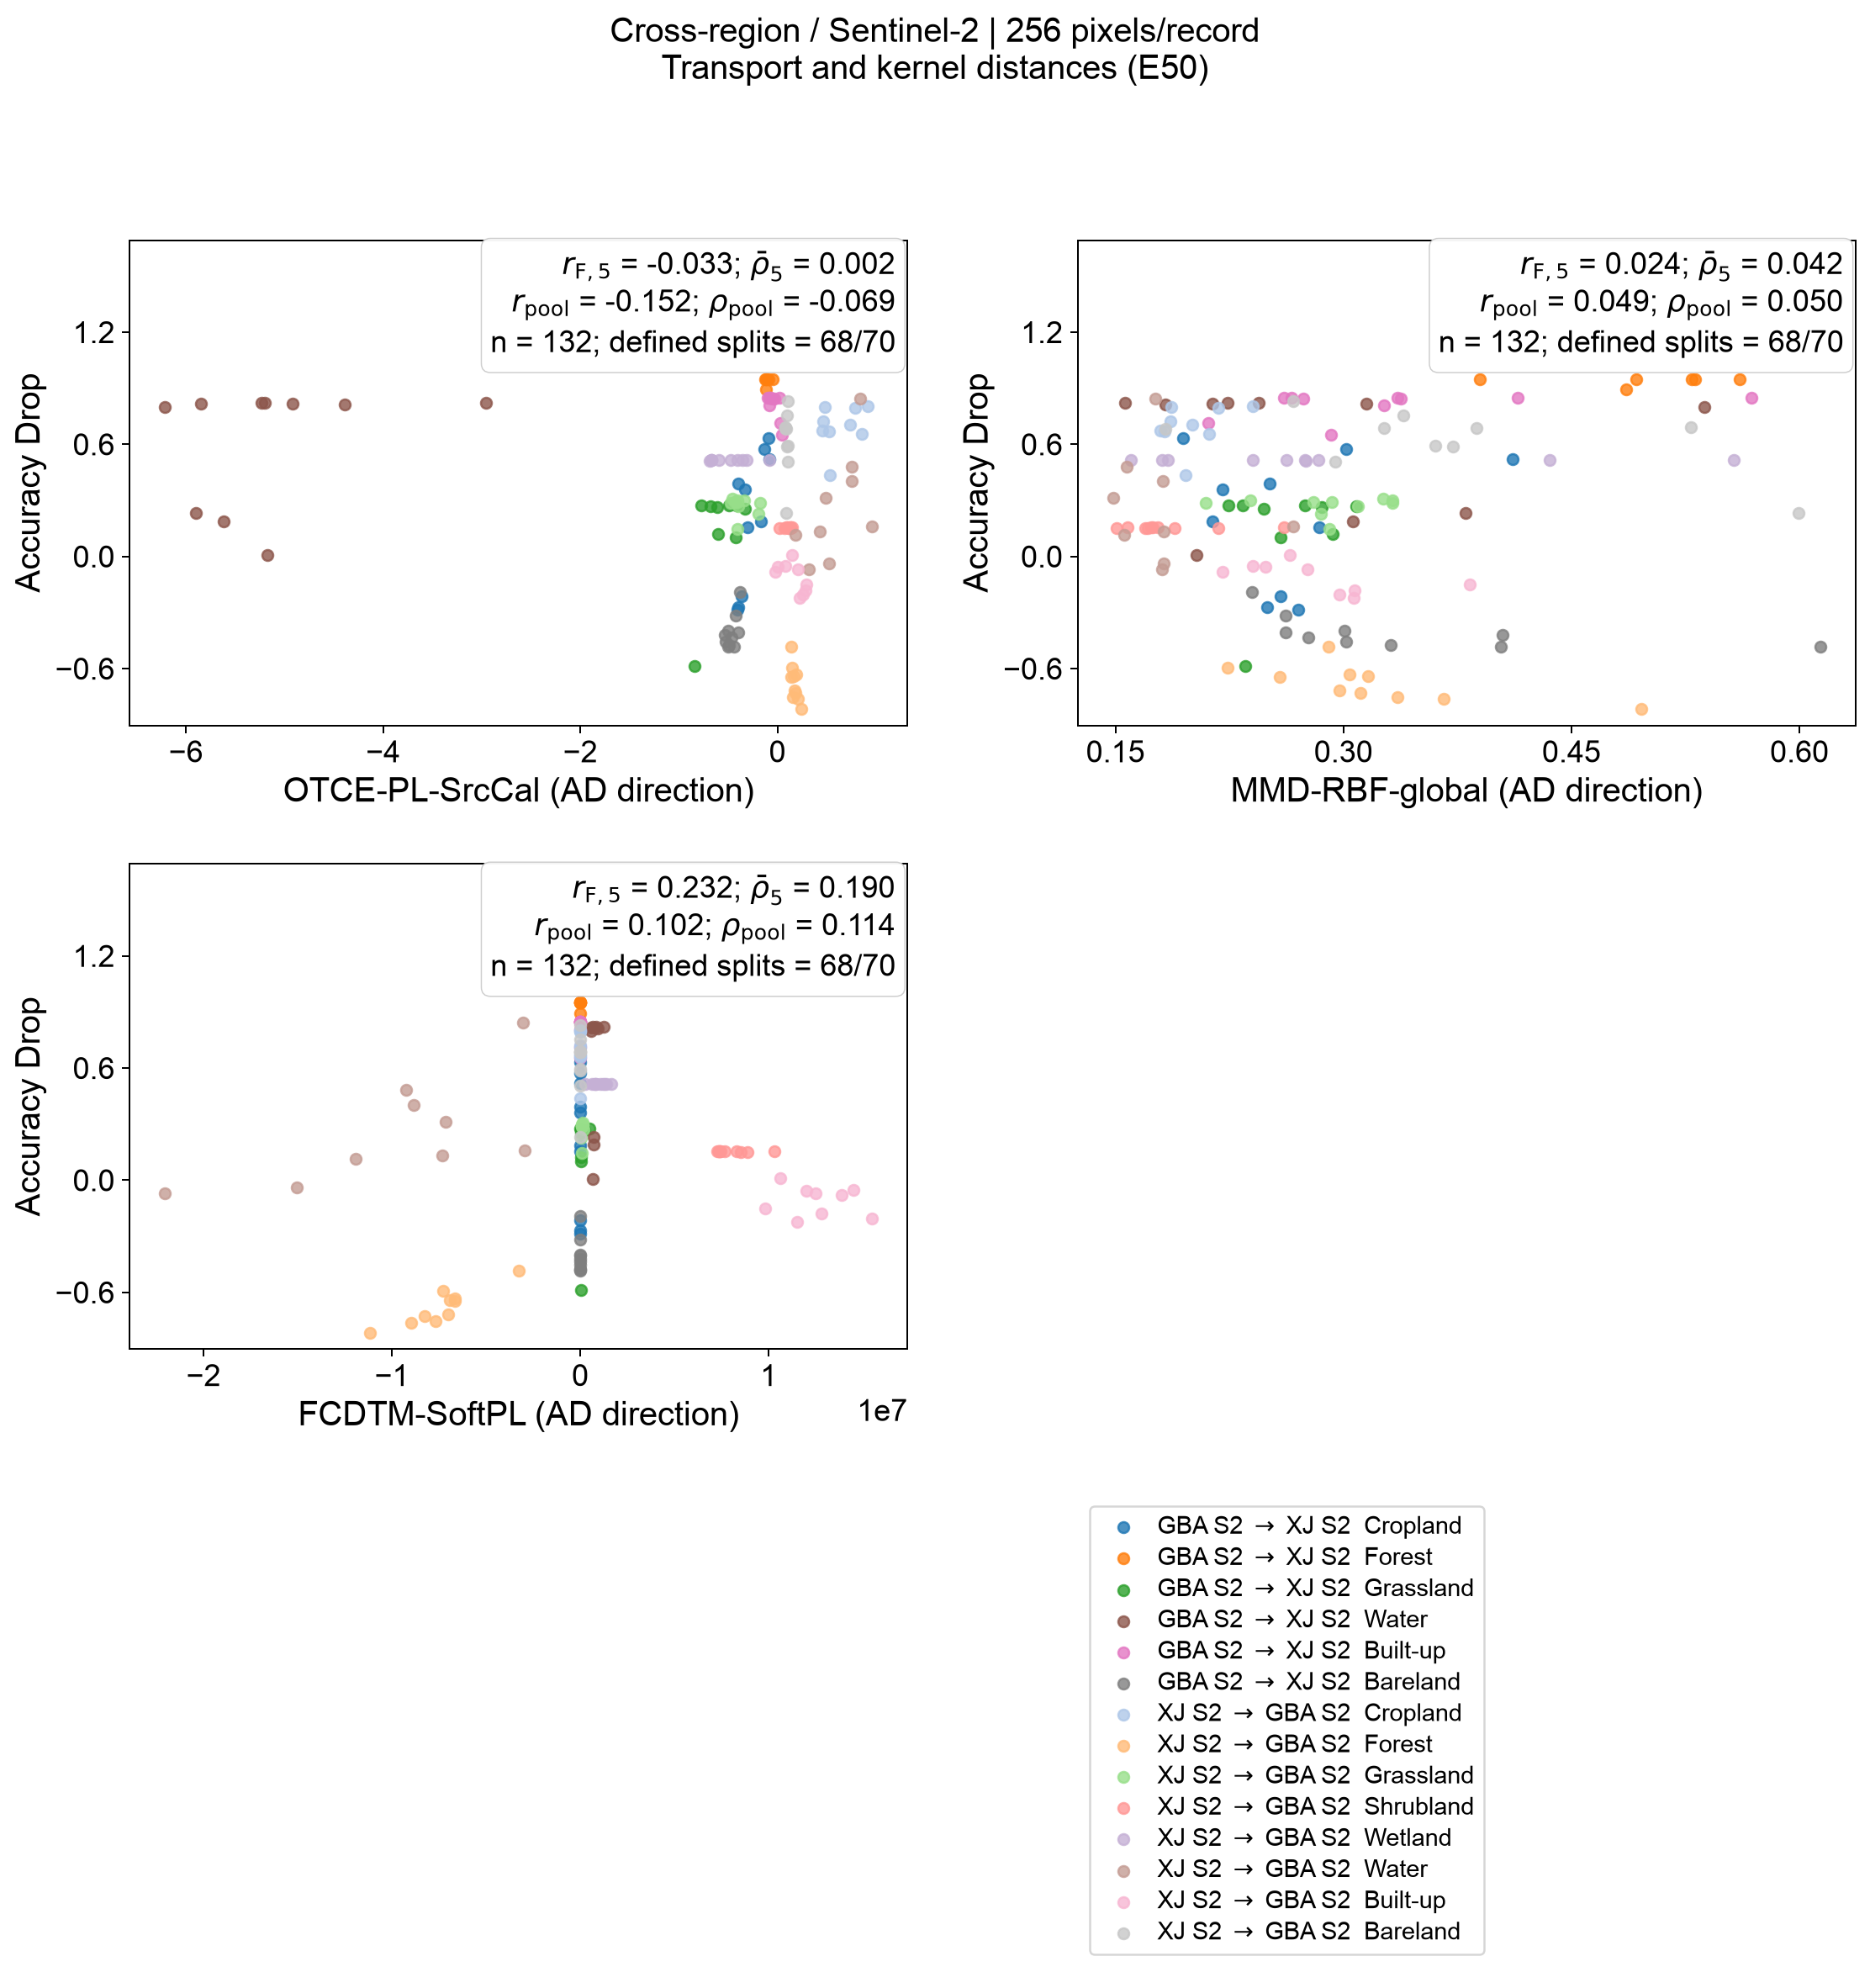 Cross-region / Sentinel-2 | 256 pixels/record
Transport and kernel distances (E50)
r_F, 5 = -0.033; ρ̄_5 = 0.002
r_pool = -0.152; ρ_pool = -0.069
n = 132; defined splits = 68/70
1.2
0.6
0.0
−0.6
Accuracy Drop
−6
−4
−2
0
OTCE-PL-SrcCal (AD direction)
r_F, 5 = 0.024; ρ̄_5 = 0.042
r_pool = 0.049; ρ_pool = 0.050
n = 132; defined splits = 68/70
1.2
0.6
0.0
−0.6
Accuracy Drop
0.15
0.30
0.45
0.60
MMD-RBF-global (AD direction)
r_F, 5 = 0.232; ρ̄_5 = 0.190
r_pool = 0.102; ρ_pool = 0.114
n = 132; defined splits = 68/70
1.2
0.6
0.0
−0.6
Accuracy Drop
−2
−1
0
1
1e7
FCDTM-SoftPL (AD direction)
GBA S2 → XJ S2 Cropland
GBA S2 → XJ S2 Forest
GBA S2 → XJ S2 Grassland
GBA S2 → XJ S2 Water
GBA S2 → XJ S2 Built-up
GBA S2 → XJ S2 Bareland
XJ S2 → GBA S2 Cropland
XJ S2 → GBA S2 Forest
XJ S2 → GBA S2 Grassland
XJ S2 → GBA S2 Shrubland
XJ S2 → GBA S2 Wetland
XJ S2 → GBA S2 Water
XJ S2 → GBA S2 Built-up
XJ S2 → GBA S2 Bareland